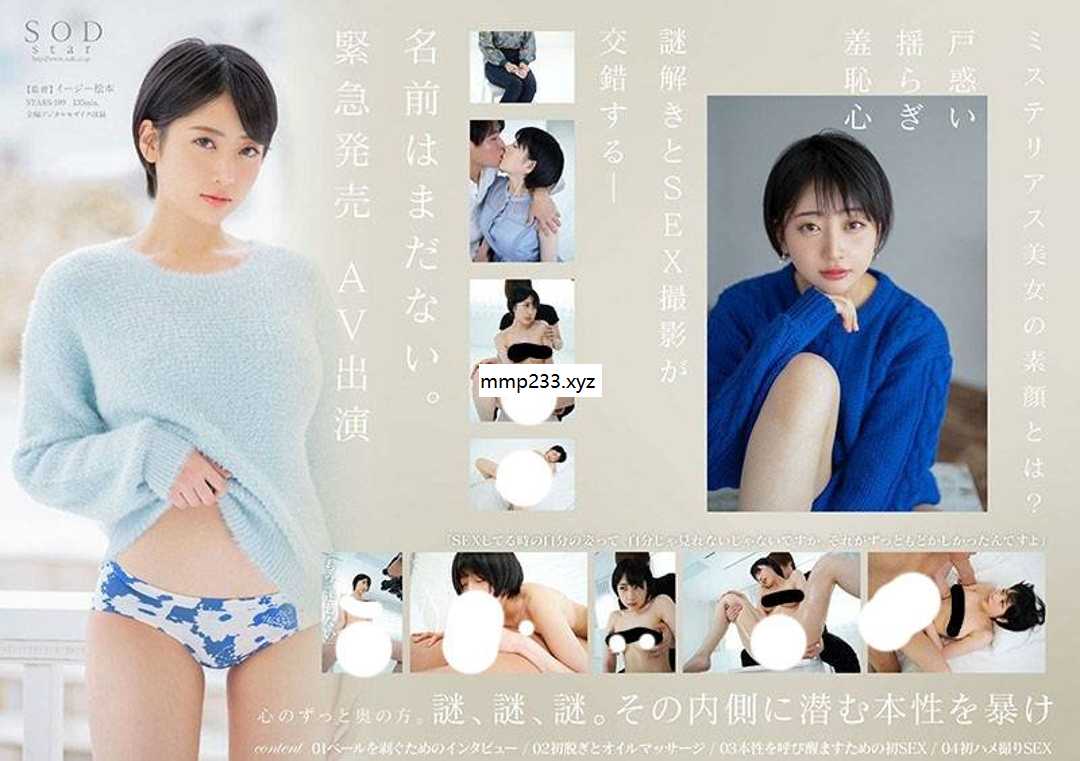 SOD
star
【監督】イージー松本
STARS-109 135min.
名前はまだない。
緊急発売 AV出演
ミステリアス美女の素顔とは?
戸惑い
揺らぎ
羞恥心
謎解きとSEX撮影が
交錯する—
mmp233.xyz
「SEXしてる時の自分の姿って、自分じゃ見れないじゃないですか、それがずっともどかしかったんですよ」
心のずっと奥の方。謎、謎、謎。その内側に潜む本性を暴け
content 01ベールを剥ぐためのインタビュー / 02初脱ぎとオイルマッサージ / 03本性を呼び醒ますための初SEX / 04初ハメ撮りSEX